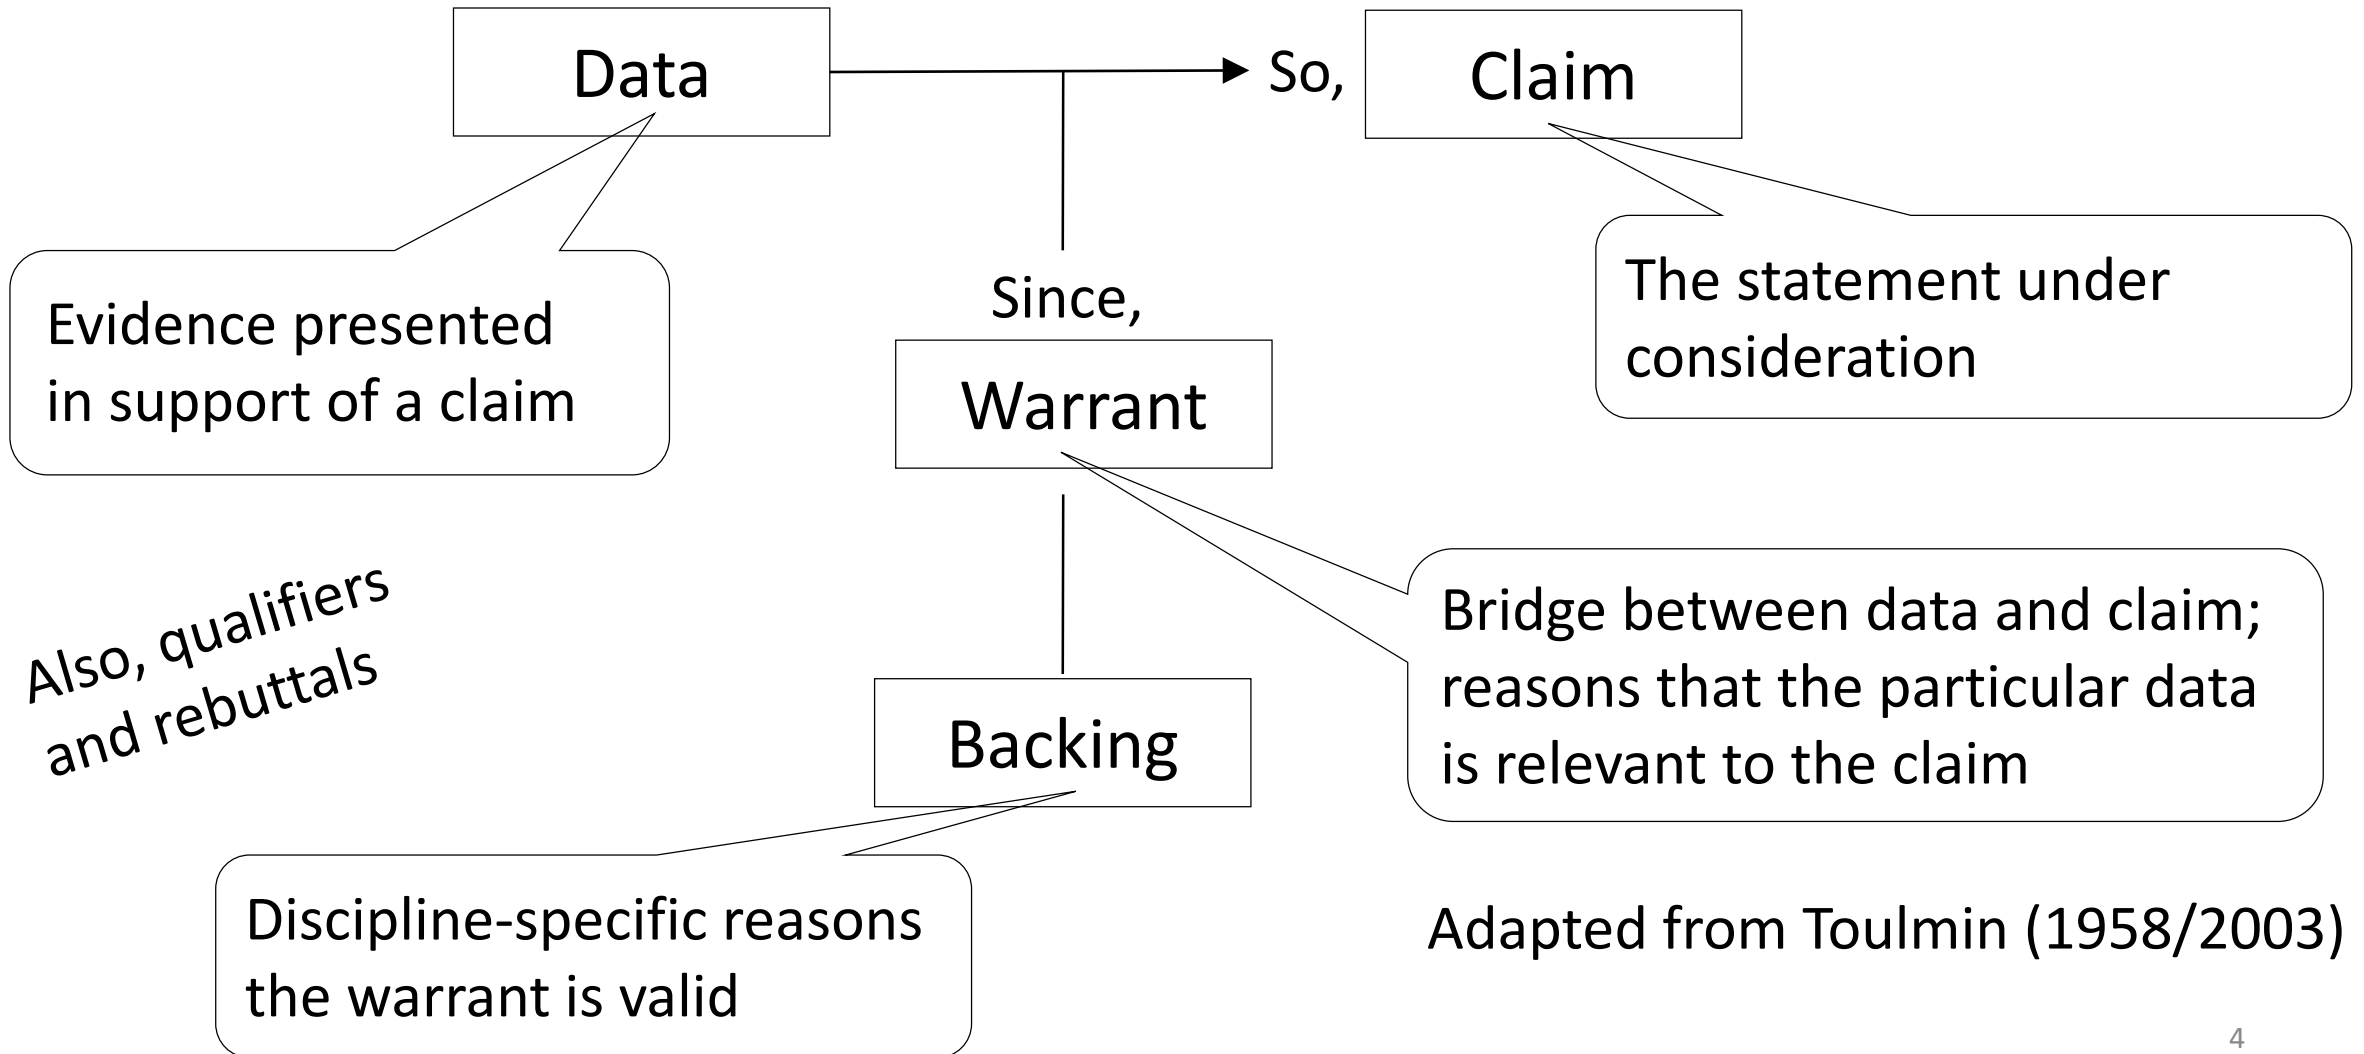 Data
So,
Claim
Evidence presented
in support of a claim
Since,
The statement under
consideration
Warrant
Also, qualifiers
and rebuttals
Bridge between data and claim;
reasons that the particular data
is relevant to the claim
Backing
Discipline-specific reasons
the warrant is valid
Adapted from Toulmin (1958/2003)
4